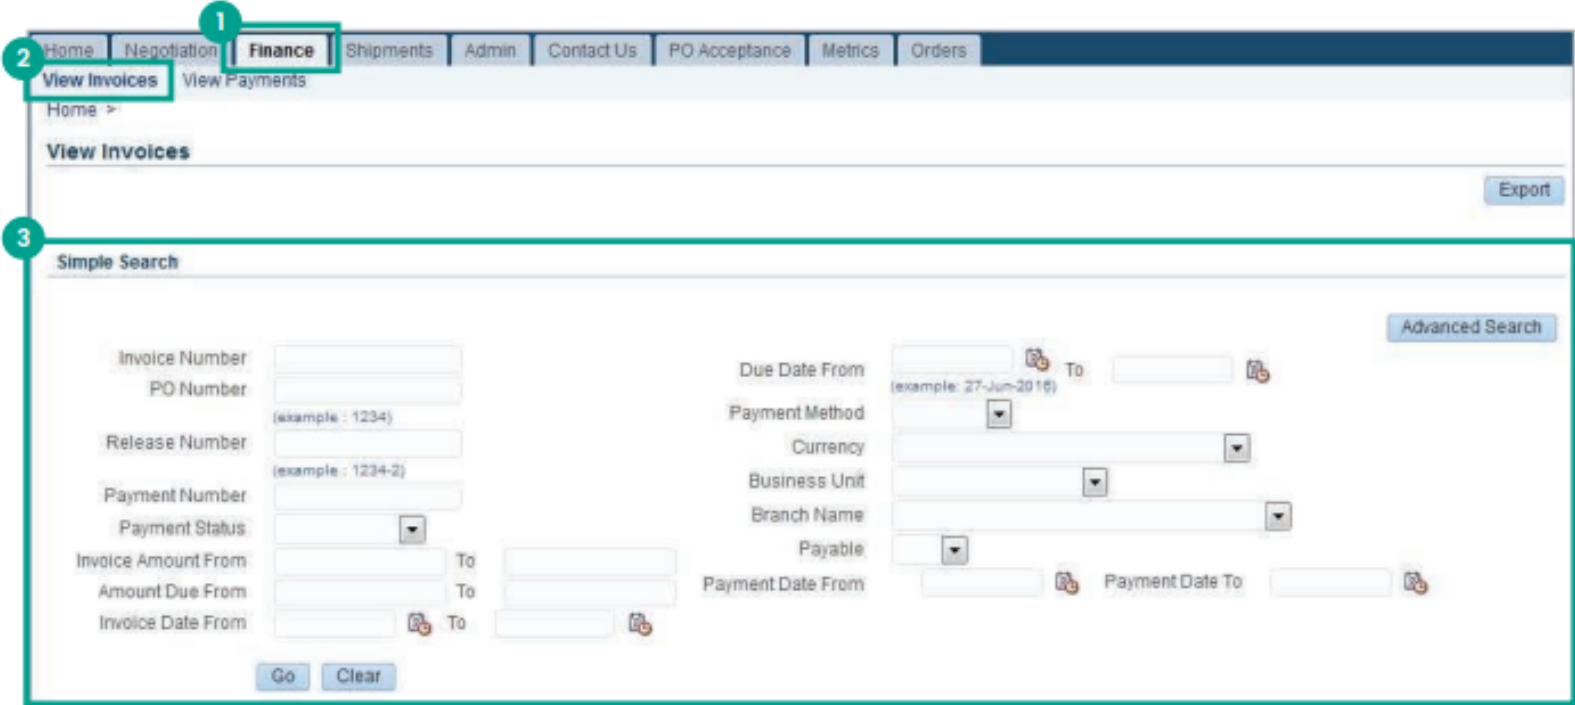 1
Home Negotiation Finance Shipments Admin Contact Us PO Acceptance Metrics Orders
2
View Invoices View Payments
Home >
View Invoices
Export
3
Simple Search
Advanced Search
Invoice Number
PO Number
(example : 1234)
Release Number
(example : 1234-2)
Payment Number
Payment Status
Invoice Amount From To
Amount Due From To
Invoice Date From To
Due Date From To
(example: 27-Jun-2016)
Payment Method
Currency
Business Unit
Branch Name
Payable
Payment Date From Payment Date To
Go Clear